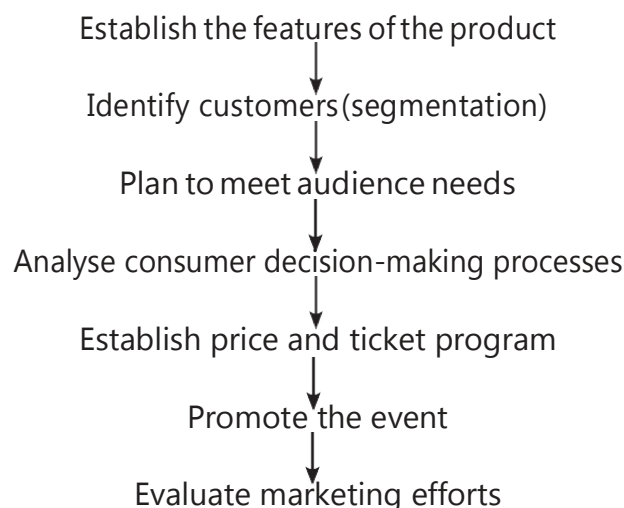 Establish the features of the product
Identify customers (segmentation)
Plan to meet audience needs
Analyse consumer decision-making processes
Establish price and ticket program
Promote the event
Evaluate marketing efforts